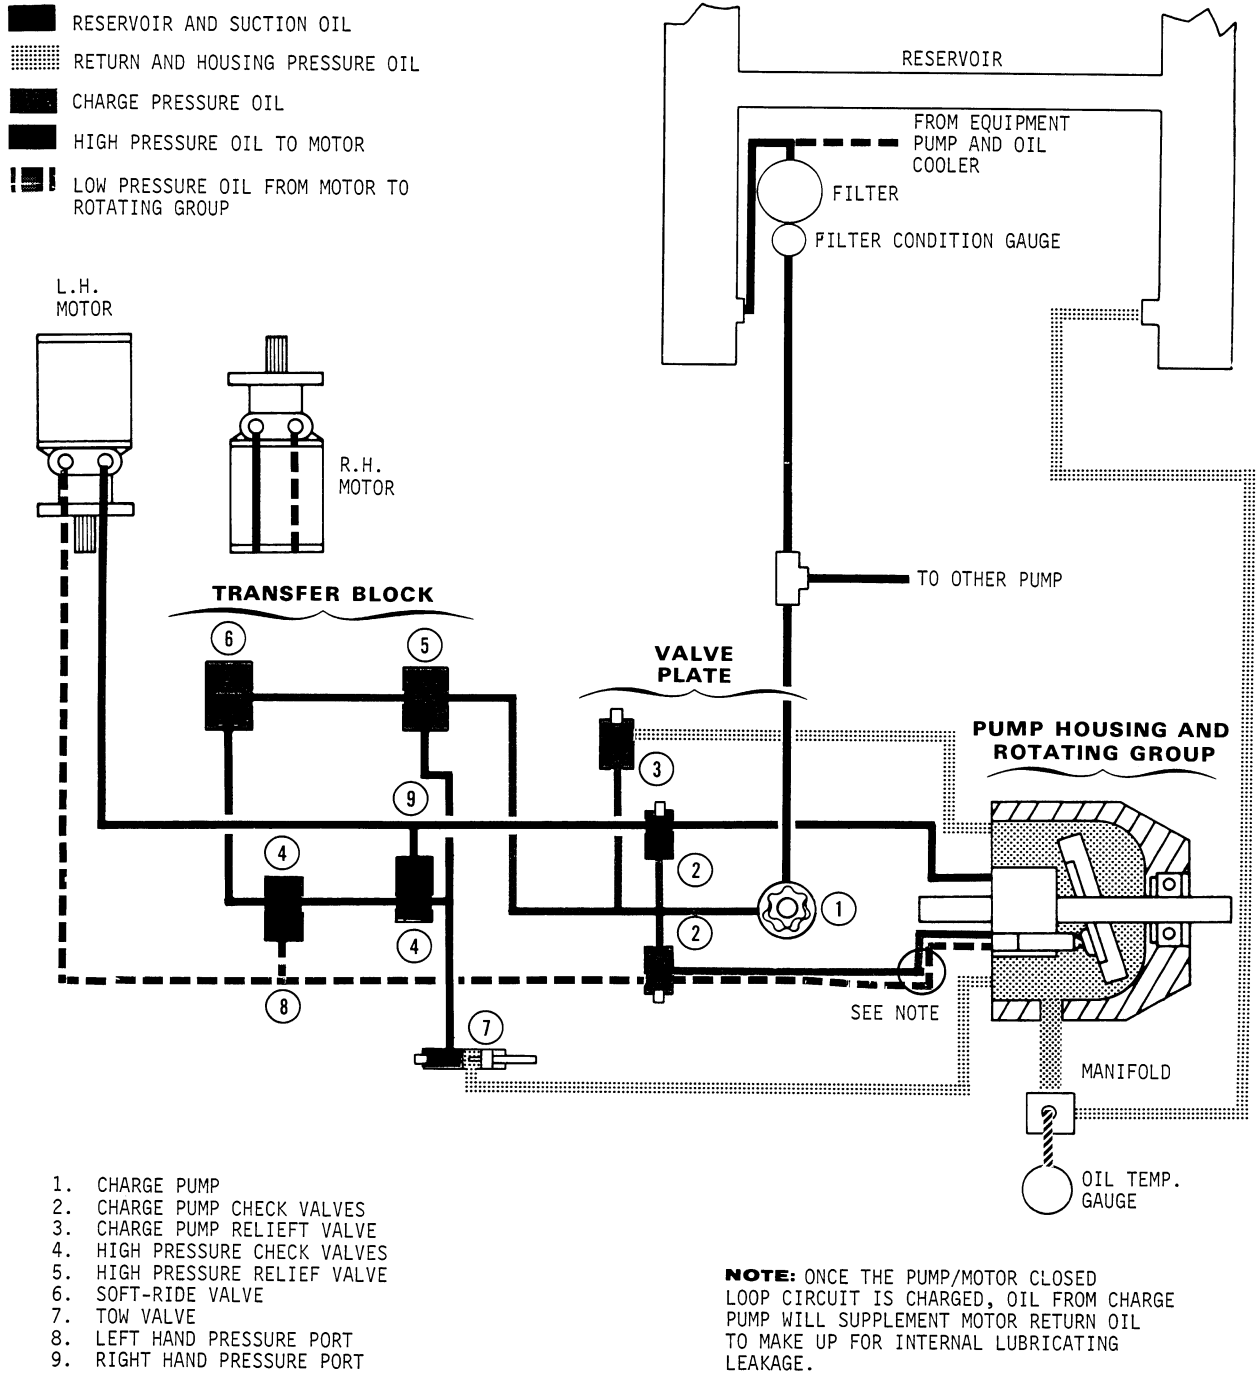 RESERVOIR AND SUCTION OIL
RETURN AND HOUSING PRESSURE OIL
CHARGE PRESSURE OIL
HIGH PRESSURE OIL TO MOTOR
LOW PRESSURE OIL FROM MOTOR TO
ROTATING GROUP
RESERVOIR
FROM EQUIPMENT
PUMP AND OIL
COOLER
FILTER
FILTER CONDITION GAUGE
L.H.
MOTOR
R.H.
MOTOR
TO OTHER PUMP
TRANSFER BLOCK
6
5
VALVE
PLATE
PUMP HOUSING AND
ROTATING GROUP
3
9
4
2
1
4
2
8
7
SEE NOTE
MANIFOLD
OIL TEMP.
GAUGE
1. CHARGE PUMP
2. CHARGE PUMP CHECK VALVES
3. CHARGE PUMP RELIEFT VALVE
4. HIGH PRESSURE CHECK VALVES
5. HIGH PRESSURE RELIEF VALVE
6. SOFT-RIDE VALVE
7. TOW VALVE
8. LEFT HAND PRESSURE PORT
9. RIGHT HAND PRESSURE PORT
NOTE: ONCE THE PUMP/MOTOR CLOSED
LOOP CIRCUIT IS CHARGED, OIL FROM CHARGE
PUMP WILL SUPPLEMENT MOTOR RETURN OIL
TO MAKE UP FOR INTERNAL LUBRICATING
LEAKAGE.